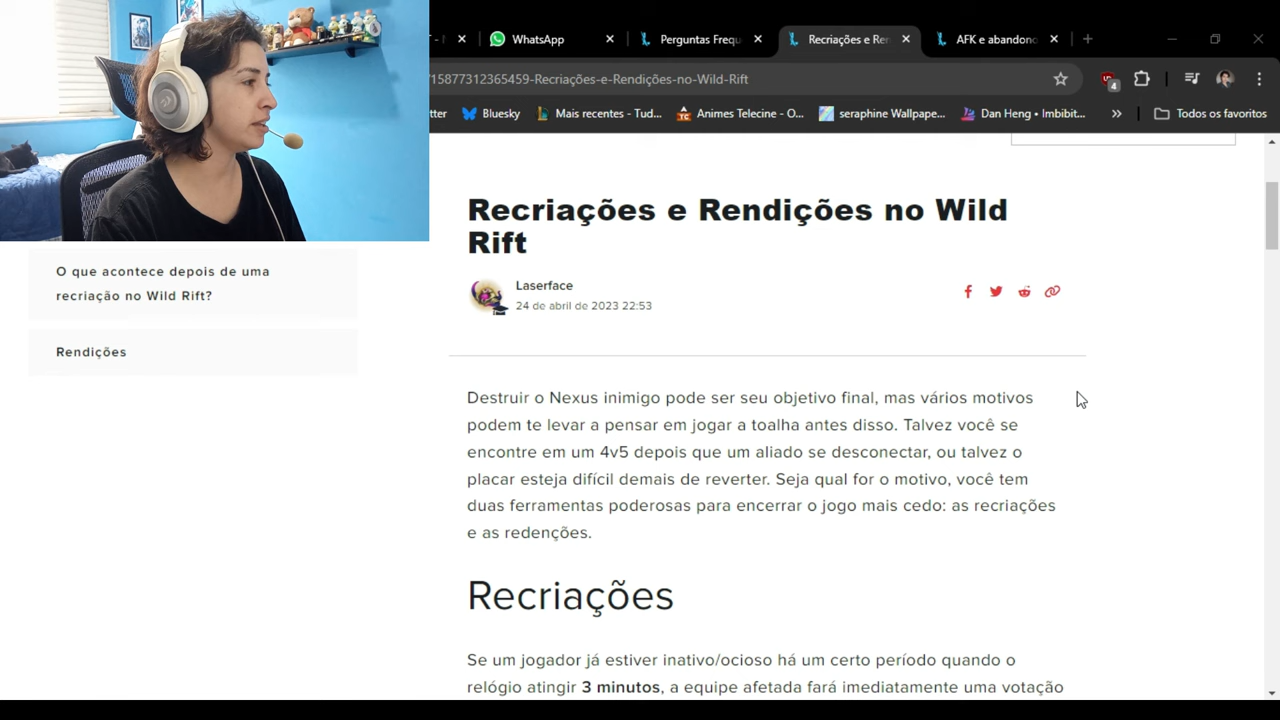 WhatsApp
Perguntas Frequ
Recriações e Ren
AFK e abandono
/15877312365459-Recriações-e-Rendições-no-Wild-Rift
4
tter
Bluesky
Mais recentes - Tud...
Animes Telecine - O...
seraphine Wallpape...
Dan Heng • Imbibit...
»
Todos os favoritos
Recriações e Rendições no Wild
Rift
Laserface
24 de abril de 2023 22:53
O que acontece depois de uma
recriação no Wild Rift?
Rendições
Destruir o Nexus inimigo pode ser seu objetivo final, mas vários motivos
podem te levar a pensar em jogar a toalha antes disso. Talvez você se
encontre em um 4v5 depois que um aliado se desconectar, ou talvez o
placar esteja difícil demais de reverter. Seja qual for o motivo, você tem
duas ferramentas poderosas para encerrar o jogo mais cedo: as recriações
e as redenções.
Recriações
Se um jogador já estiver inativo/ocioso há um certo período quando o
relógio atingir 3 minutos, a equipe afetada fará imediatamente uma votação